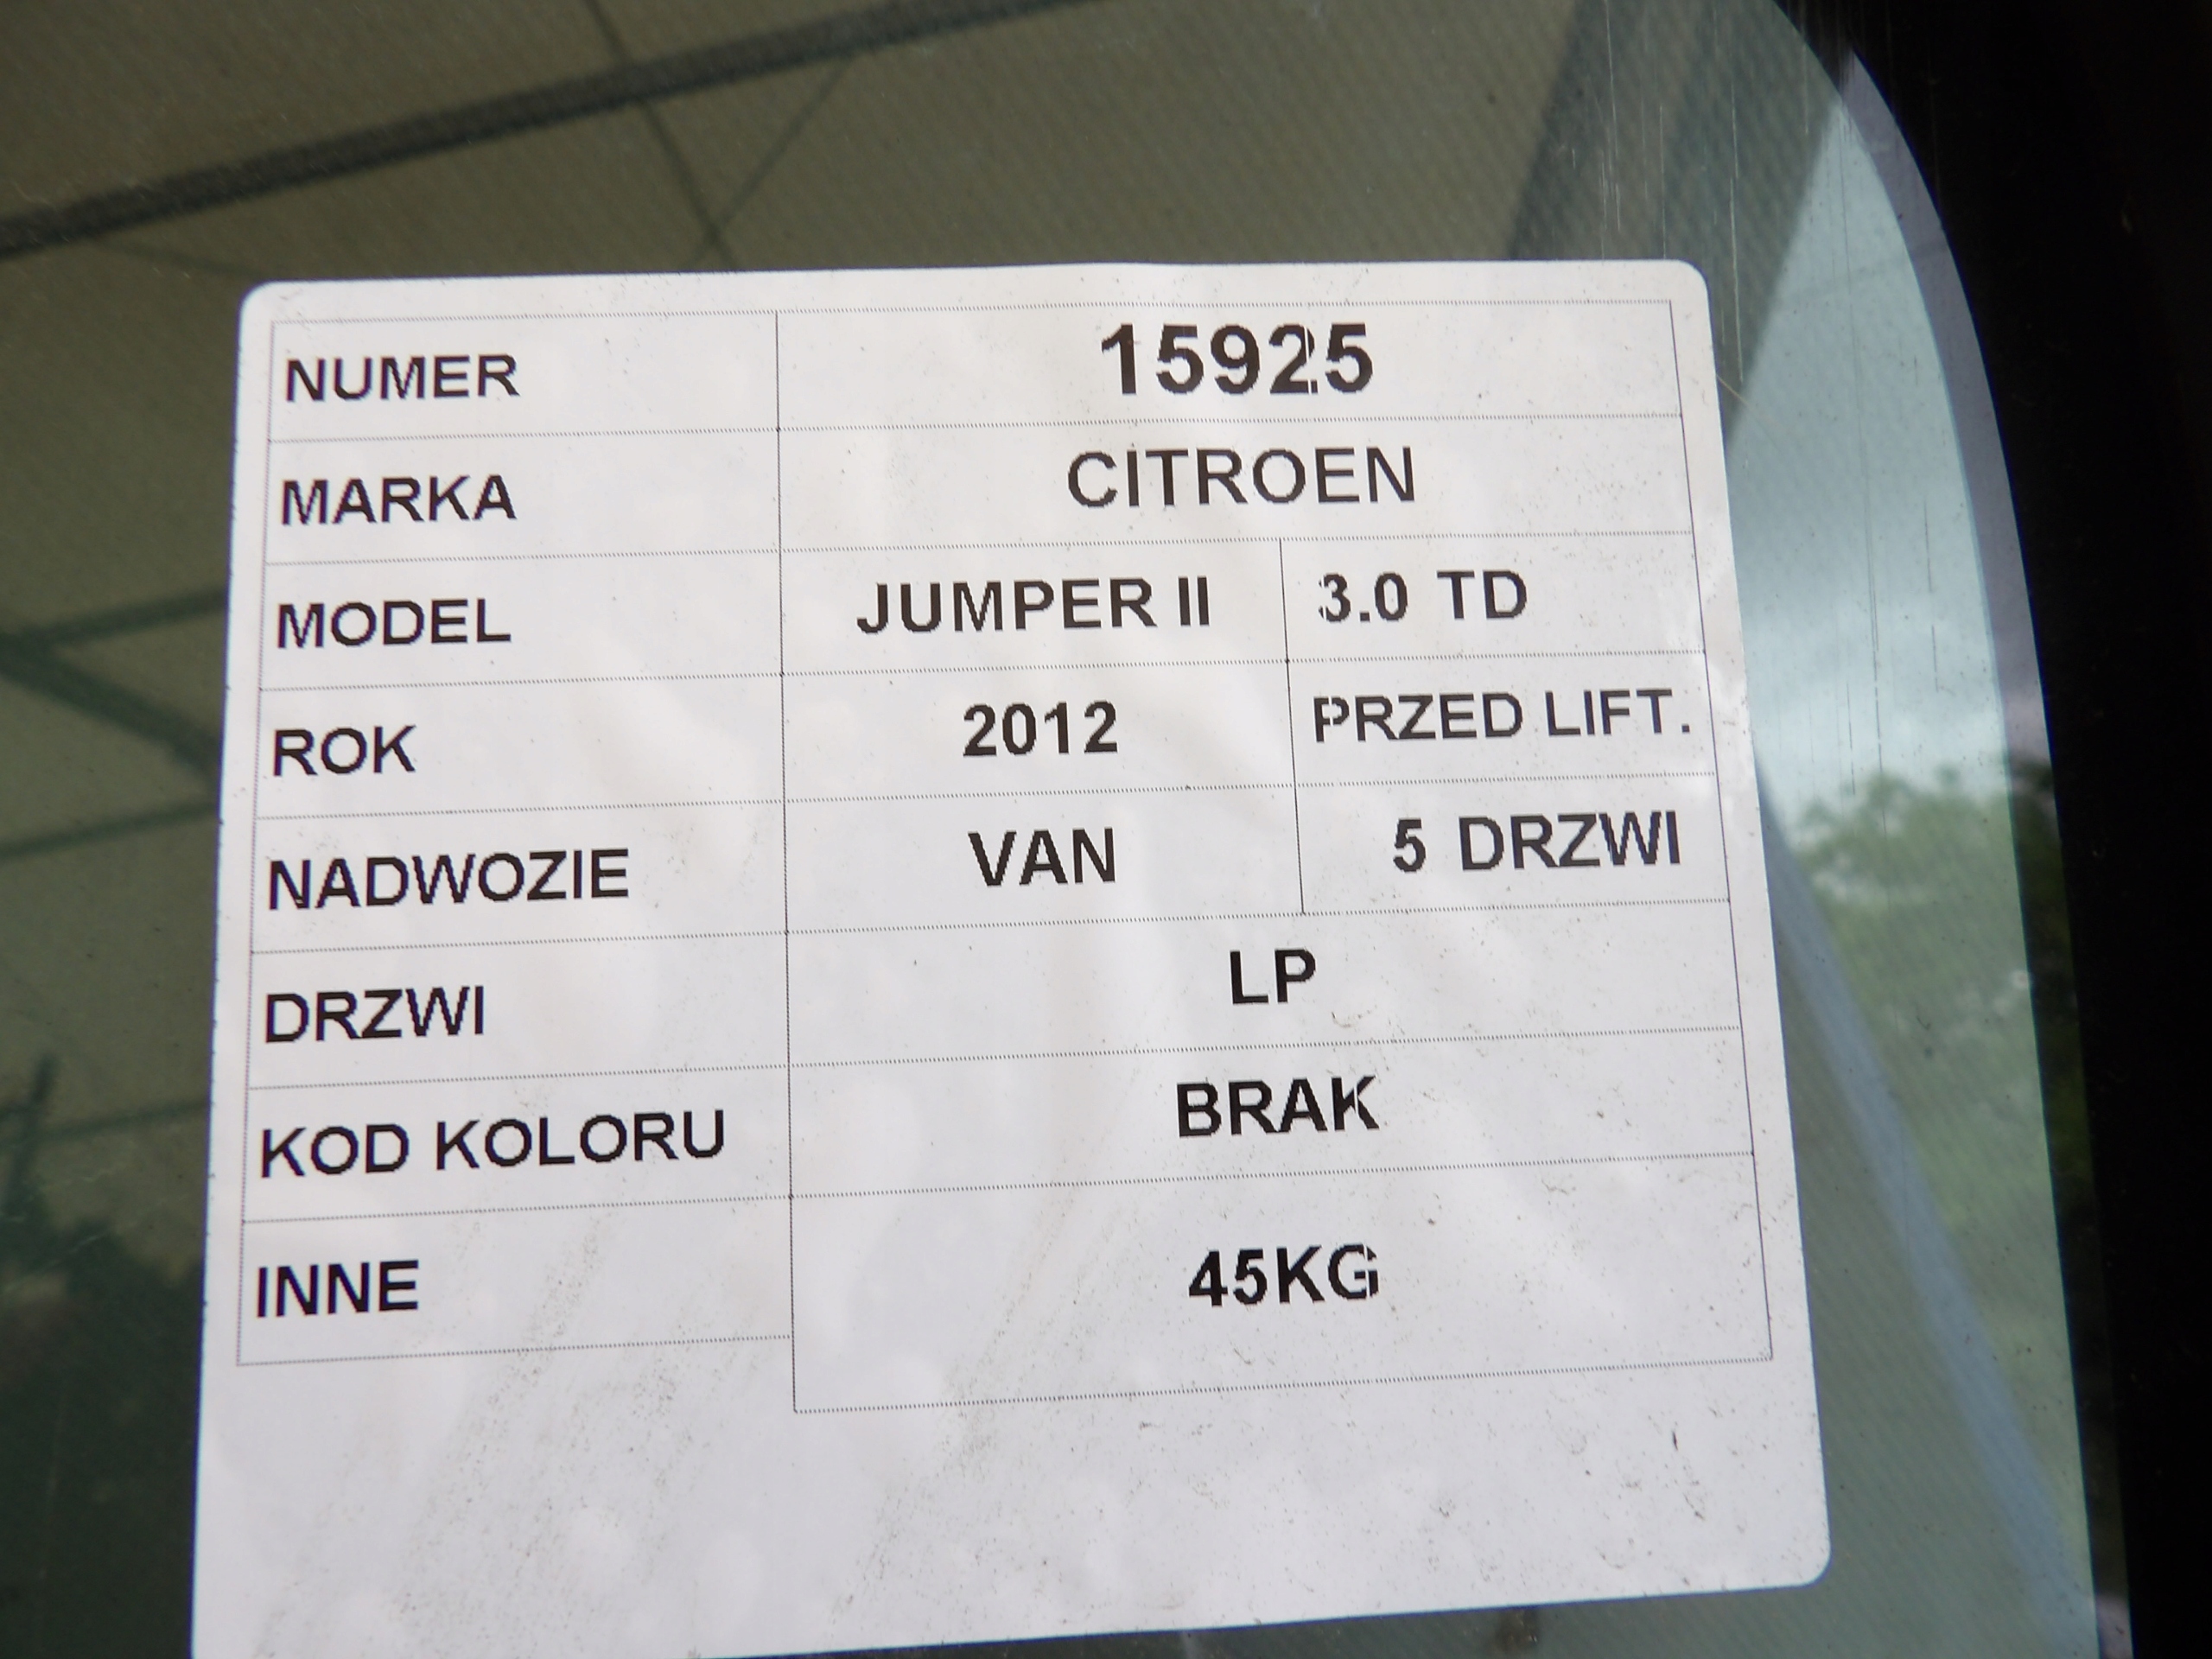 NUMER 15925
MARKA CITROEN
MODEL JUMPER II 3.0 TD
ROK 2012 PRZED LIFT.
NADWOZIE VAN 5 DRZWI
DRZWI LP
KOD KOLORU BRAK
INNE 45KG